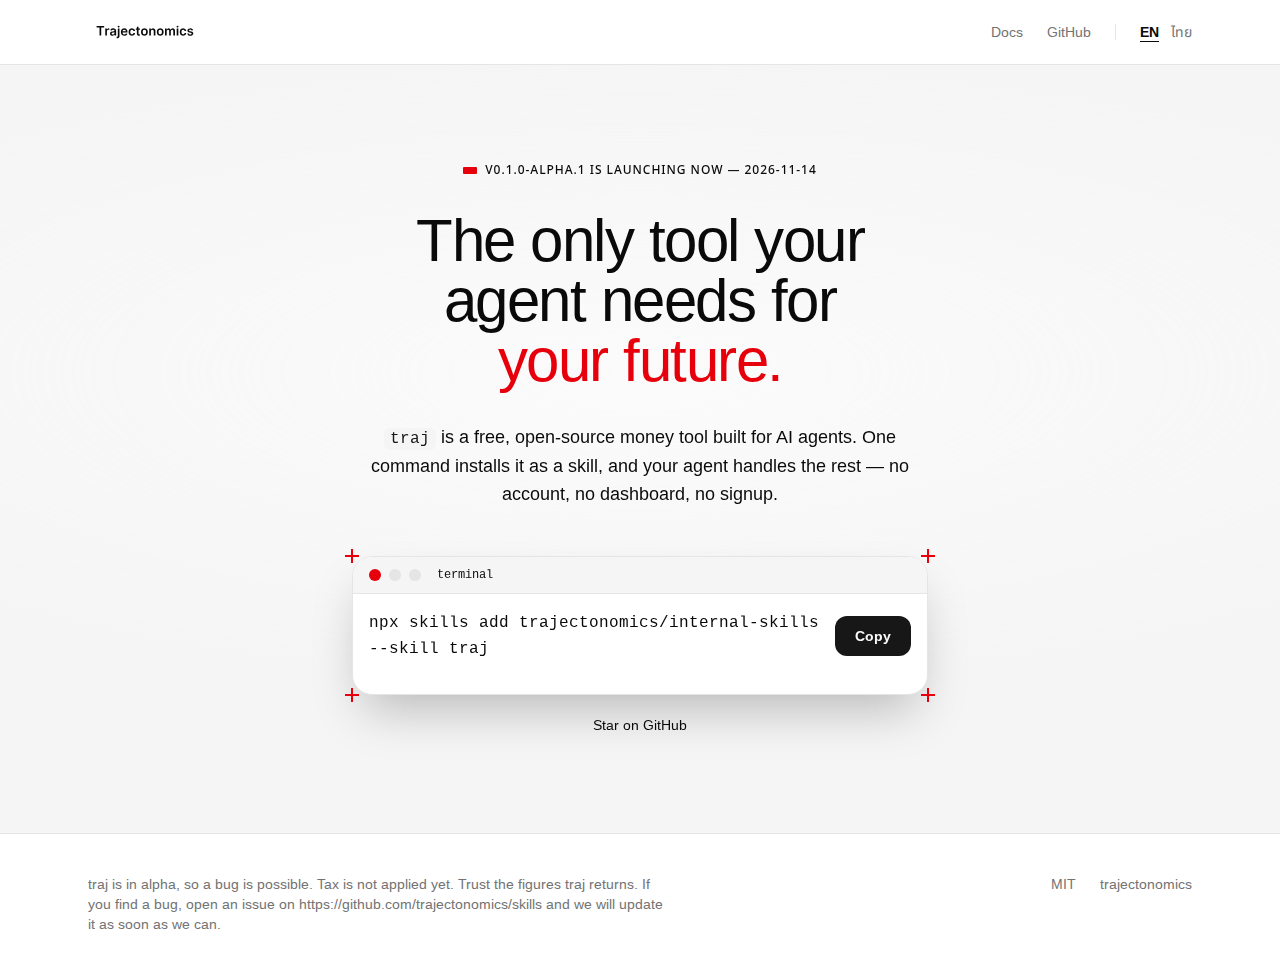 Trajectonomics
Docs GitHub EN ไทย
V0.1.0-ALPHA.1 IS LAUNCHING NOW — 2026-11-14
The only tool your
agent needs for
your future.
traj is a free, open-source money tool built for AI agents. One
command installs it as a skill, and your agent handles the rest — no
account, no dashboard, no signup.
terminal
npx skills add trajectonomics/internal-skills
--skill traj
Copy
Star on GitHub
traj is in alpha, so a bug is possible. Tax is not applied yet. Trust the figures traj returns. If
you find a bug, open an issue on https://github.com/trajectonomics/skills and we will update
it as soon as we can.
MIT trajectonomics